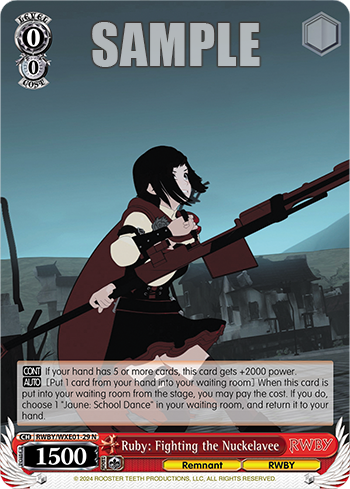 LEVEL
0
SAMPLE
0
COST
CONT If your hand has 5 or more cards, this card gets +2000 power.
AUTO [Put 1 card from your hand into your waiting room] When this card is
put into your waiting room from the stage, you may pay the cost. If you do,
choose 1 "Jaune: School Dance" in your waiting room, and return it to your
hand.
RWBY/WXE01-29 N
Ruby: Fighting the Nuckelavee
RWBY
POWER
1500
Remnant
RWBY
© 2024 ROOSTER TEETH PRODUCTIONS, LLC, ALL RIGHTS RESERVED.